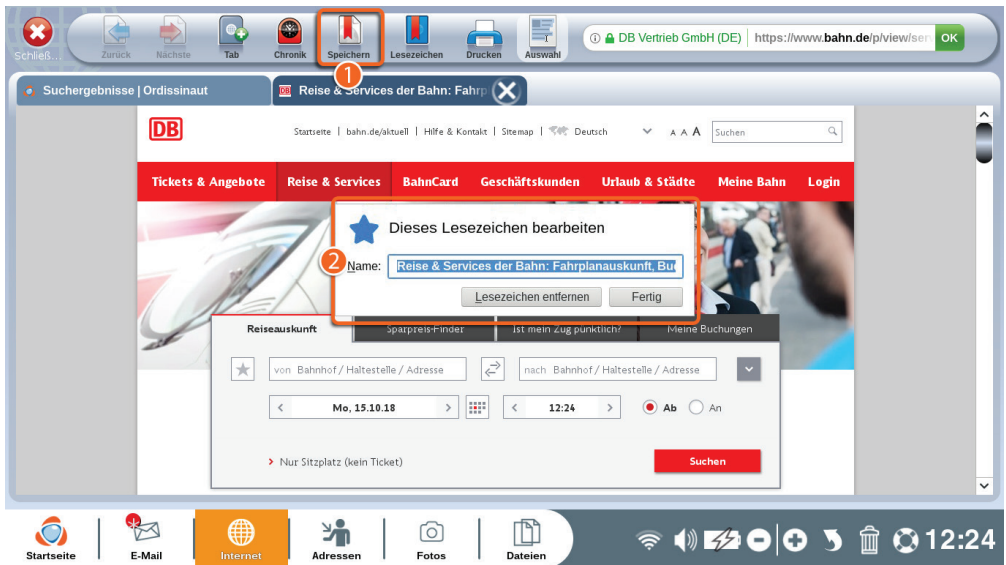 Schließ... Zurück Nächste Tab Chronik Speichern Lesezeichen Drucken Auswahl DB Vertrieb GmbH (DE) https://www.bahn.de/p/view/ser OK
1
Suchergebnisse | Ordissinaut DB Reise & Services der Bahn: Fahrp
DB Startseite | bahn.de/aktuell | Hilfe & Kontakt | Sitemap | Deutsch A A A Suchen
Tickets & Angebote Reise & Services BahnCard Geschäftskunden Urlaub & Städte Meine Bahn Login
Dieses Lesezeichen bearbeiten
2 Name: Reise & Services der Bahn: Fahrplanauskunft, Buc
Lesezeichen entfernen Fertig
Reiseauskunft Sparpreis-Finder Ist mein Zug pünktlich? Meine Buchungen
von Bahnhof / Haltestelle / Adresse nach Bahnhof / Haltestelle / Adresse
Mo, 15.10.18 12:24 Ab An
Nur Sitzplatz (kein Ticket) Suchen
Startseite E-Mail Internet Adressen Fotos Dateien 12:24